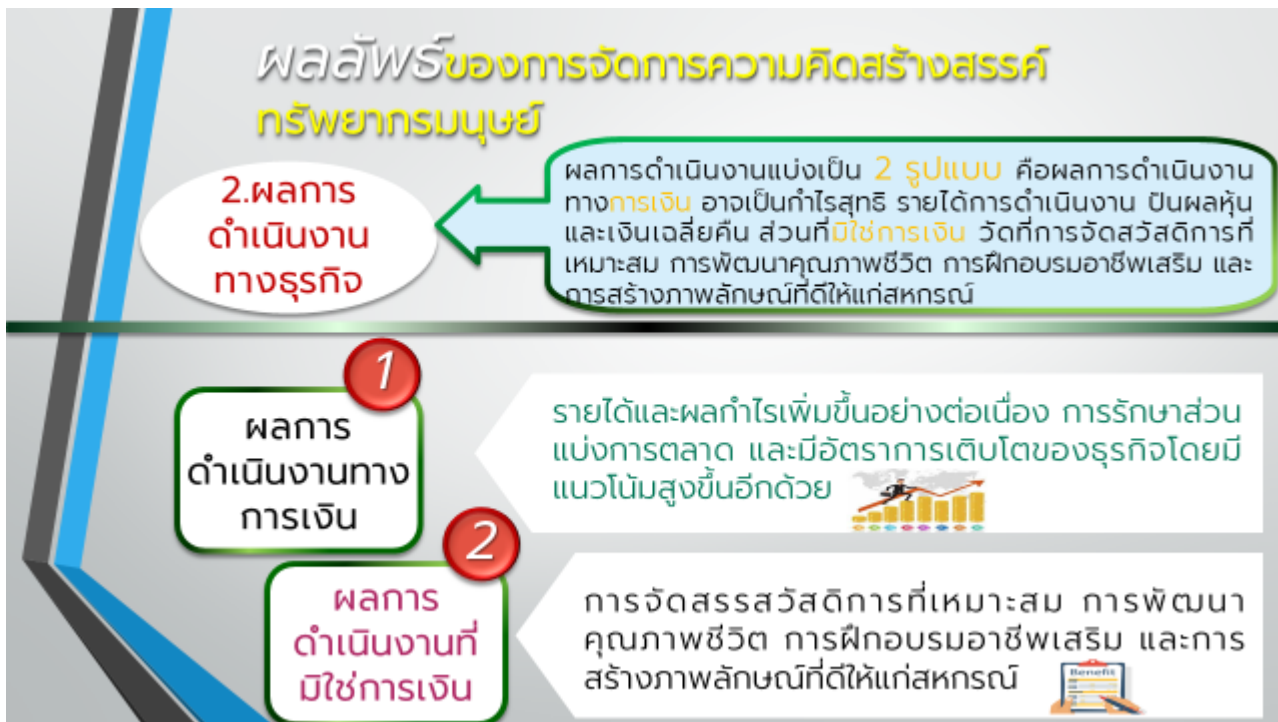 ผลลัพธ์ของการจัดการความคิดสร้างสรรค์
ทรัพยากรมนุษย์
2.ผลการ
ดำเนินงาน
ทางธุรกิจ
ผลการดำเนินงานแบ่งเป็น 2 รูปแบบ คือผลการดำเนินงาน
ทางการเงิน อาจเป็นกำไรสุทธิ รายได้การดำเนินงาน ปันผลหุ้น
และเงินเฉลี่ยคืน ส่วนที่มิใช่การเงิน วัดที่การจัดสวัสดิการที่
เหมาะสม การพัฒนาคุณภาพชีวิต การฝึกอบรมอาชีพเสริม และ
การสร้างภาพลักษณ์ที่ดีให้แก่สหกรณ์
1
ผลการ
ดำเนินงานทาง
การเงิน
รายได้และผลกำไรเพิ่มขึ้นอย่างต่อเนื่อง การรักษาส่วน
แบ่งการตลาด และมีอัตราการเติบโตของธุรกิจโดยมี
แนวโน้มสูงขึ้นอีกด้วย
2
ผลการ
ดำเนินงานที่
มิใช่การเงิน
การจัดสรรสวัสดิการที่เหมาะสม การพัฒนา
คุณภาพชีวิต การฝึกอบรมอาชีพเสริม และการ
สร้างภาพลักษณ์ที่ดีให้แก่สหกรณ์
Benefit